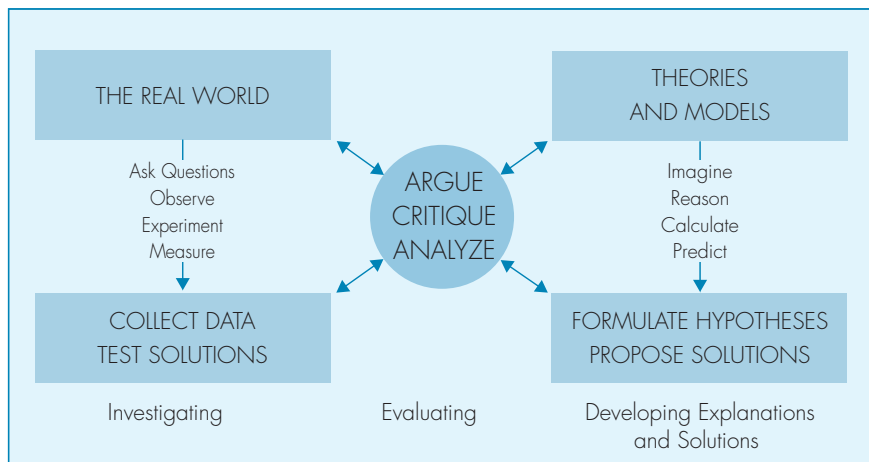 THE REAL WORLD
Ask Questions
Observe
Experiment
Measure
COLLECT DATA
TEST SOLUTIONS
Investigating
ARGUE
CRITIQUE
ANALYZE
Evaluating
THEORIES
AND MODELS
Imagine
Reason
Calculate
Predict
FORMULATE HYPOTHESES
PROPOSE SOLUTIONS
Developing Explanations
and Solutions